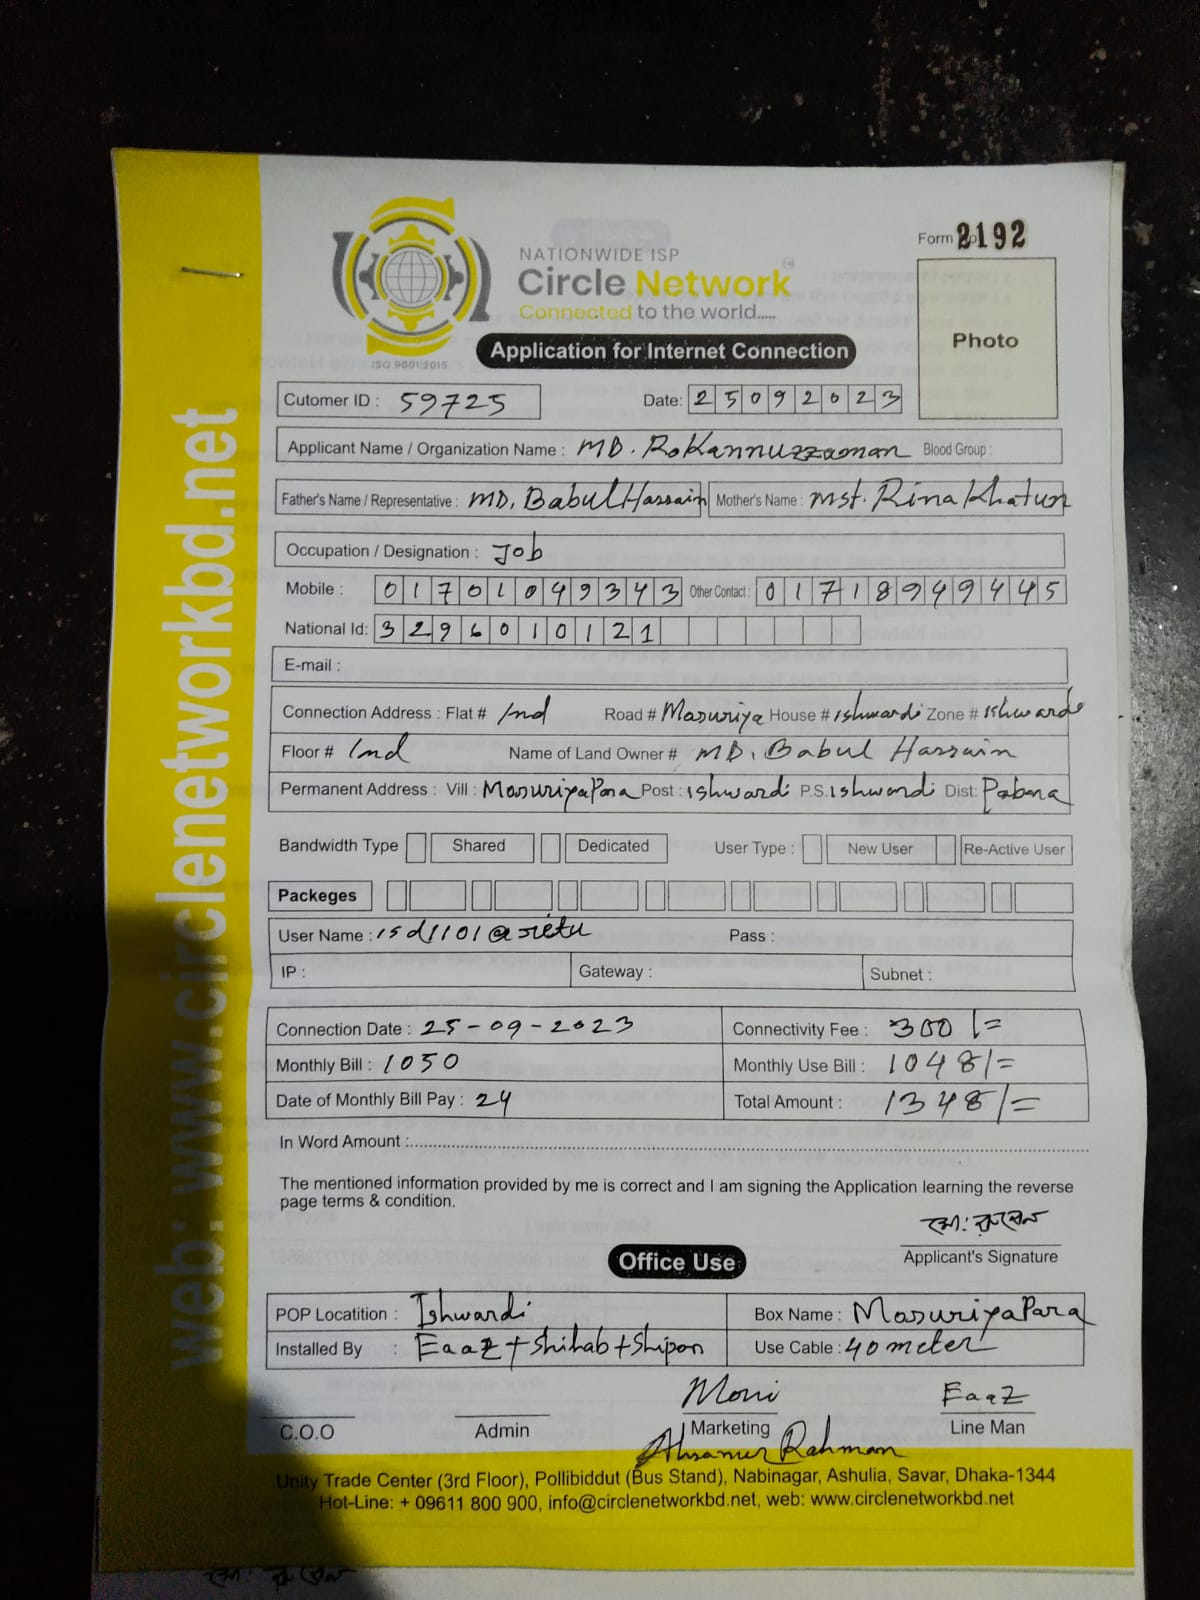 Form 2192
NATIONWIDE ISP
Circle Network
Connected to the world.....
ISO 9001:2015
Application for Internet Connection
Photo
web: www.circlenetworkbd.net
Cutomer ID : 59725 Date: 25092023
Applicant Name / Organization Name : MD. Rokannuzzaman Blood Group :
Father's Name / Representative : MD. Babul Hassain Mother's Name : Mst. Rina Khatun
Occupation / Designation : Job
Mobile : 01701049343 Other Contact : 01718949445
National Id: 3296010121
E-mail :
Connection Address : Flat # Ind Road # Masuriya House # ishwardi Zone # Ishwarde
Floor # Ind Name of Land Owner # MD. Babul Hassain
Permanent Address : Vill : MasuriyaPara Post : ishwardi P.S. ishwardi Dist: Pabna
Bandwidth Type Shared Dedicated User Type : New User Re-Active User
Packeges
User Name : isd1101@setu Pass :
IP : Gateway : Subnet :
Connection Date : 25-09-2023 Connectivity Fee : 300/=
Monthly Bill : 1050 Monthly Use Bill : 1048/=
Date of Monthly Bill Pay : 24 Total Amount : 1348/=
In Word Amount :
The mentioned information provided by me is correct and I am signing the Application learning the reverse
page terms & condition.
Applicant's Signature
Office Use
POP Locatition : Ishwardi Box Name : MasuriyaPara
Installed By : Eaaz+Shihab+Shipon Use Cable : 40 meter
Moni EaaZ
C.O.O Admin Marketing Line Man
Ahsanur Rahman
Unity Trade Center (3rd Floor), Pollibiddut (Bus Stand), Nabinagar, Ashulia, Savar, Dhaka-1344
Hot-Line: + 09611 800 900, info@circlenetworkbd.net, web: www.circlenetworkbd.net